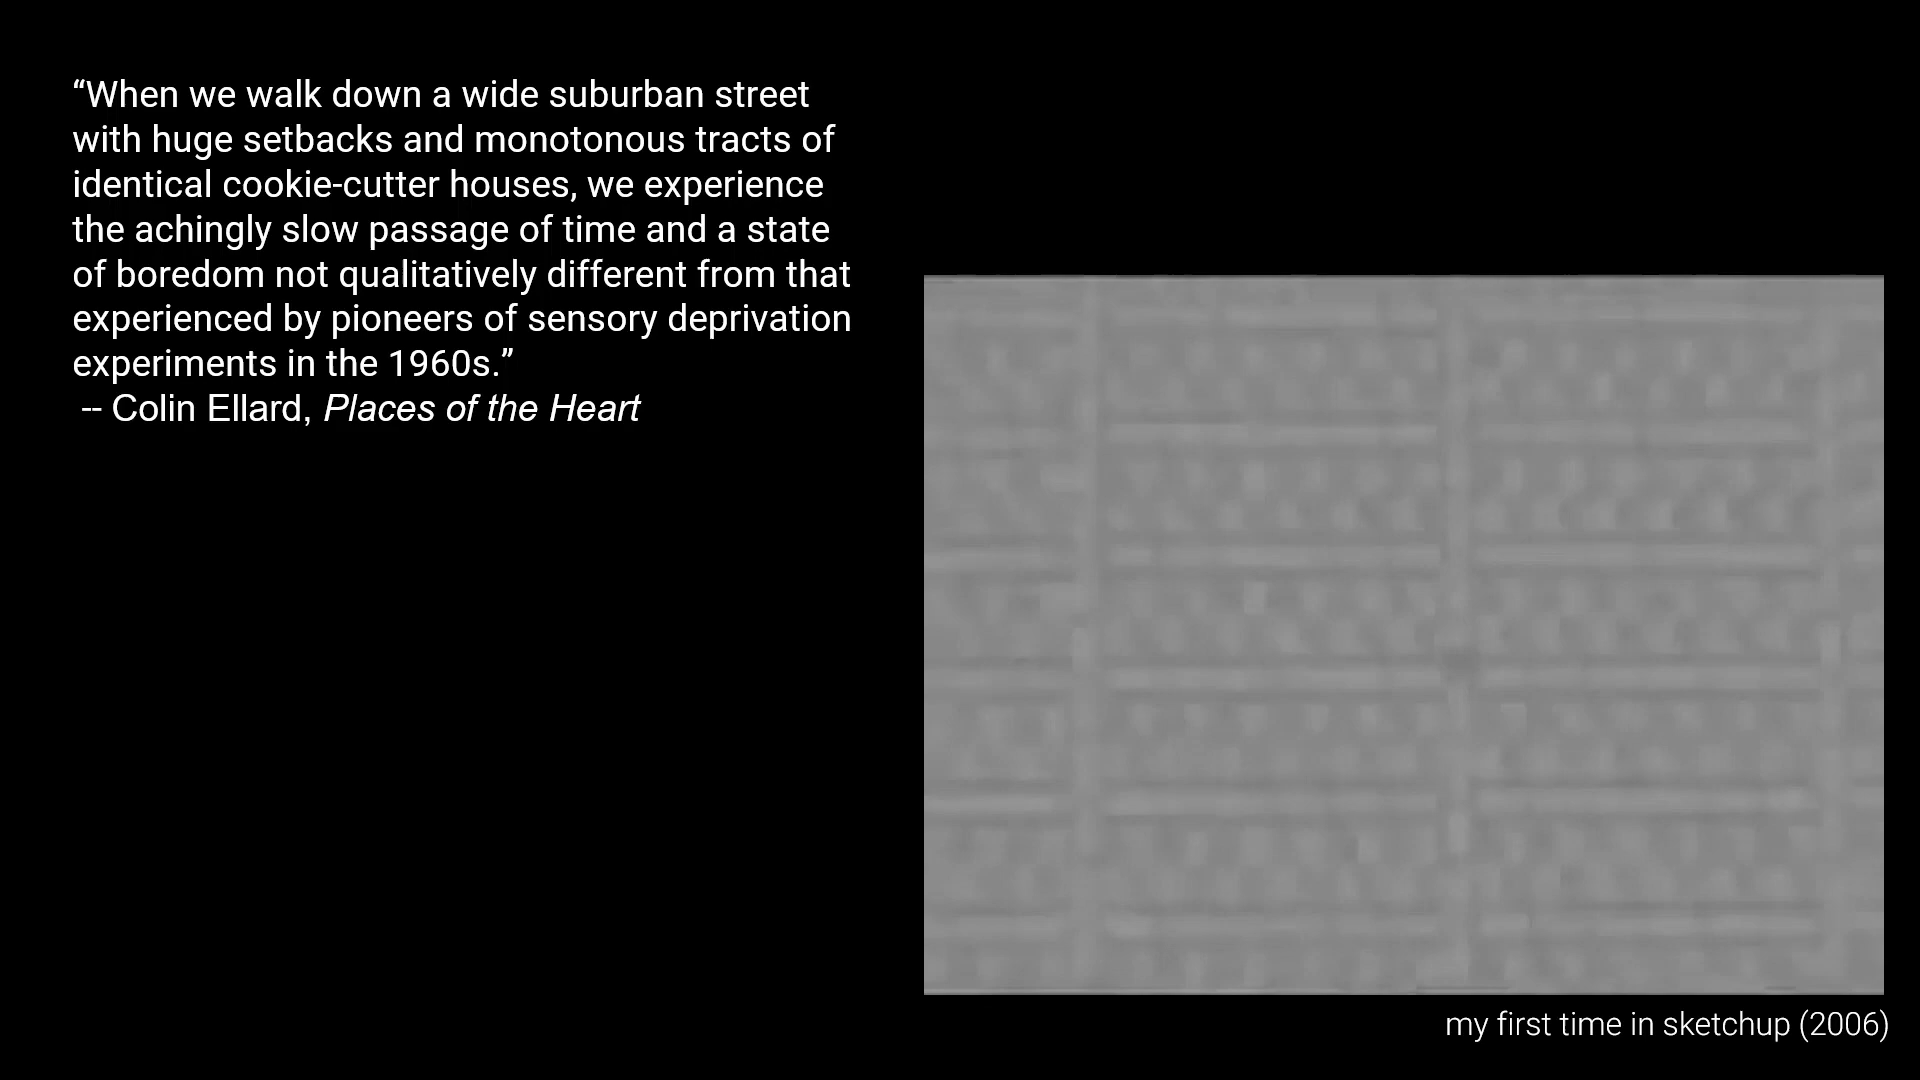 “When we walk down a wide suburban street
with huge setbacks and monotonous tracts of
identical cookie-cutter houses, we experience
the achingly slow passage of time and a state
of boredom not qualitatively different from that
experienced by pioneers of sensory deprivation
experiments in the 1960s.”
-- Colin Ellard, Places of the Heart
my first time in sketchup (2006)